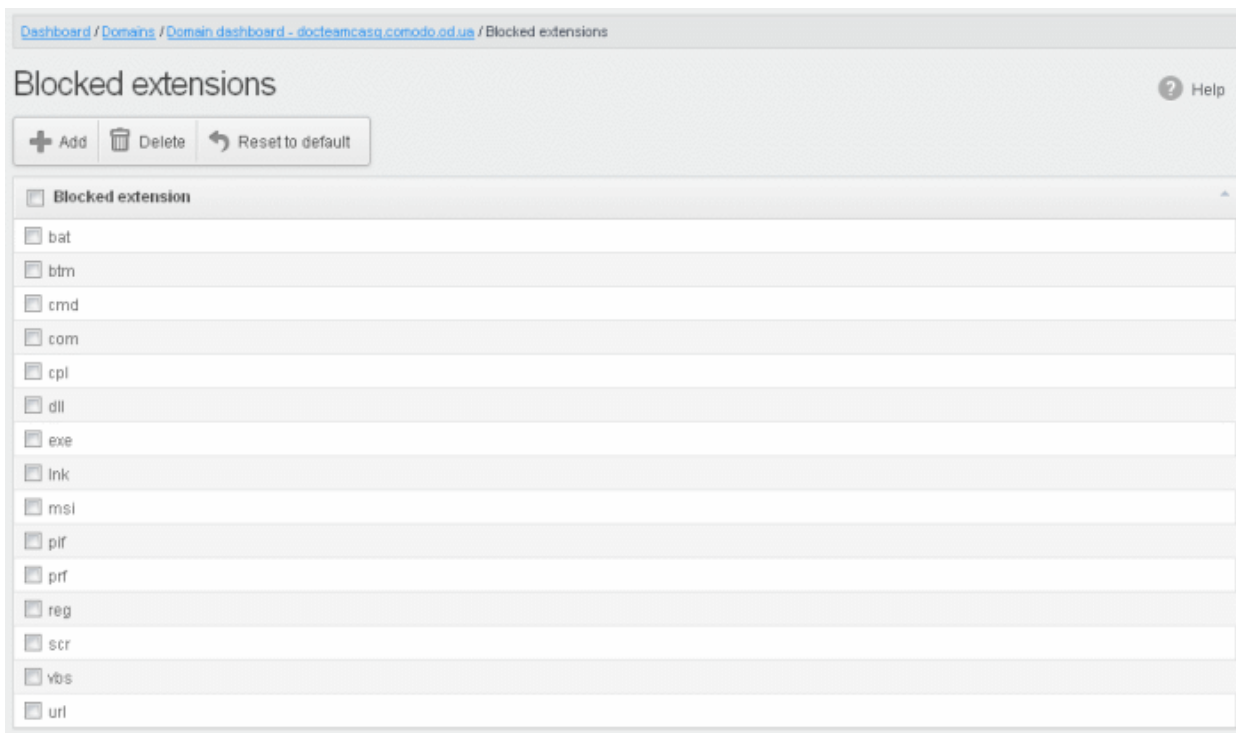 Dashboard / Domains / Domain dashboard - docteamcasg.comodo.od.ua / Blocked extensions
Blocked extensions
Help
Add Delete Reset to default
Blocked extension
bat
btm
cmd
com
cpl
dll
exe
lnk
msi
pif
prf
reg
scr
vbs
url